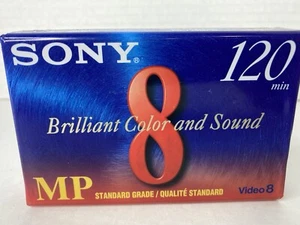 SONY
120
min
8
Brilliant Color and Sound
MP
STANDARD GRADE / QUALITÉ STANDARD
Video 8